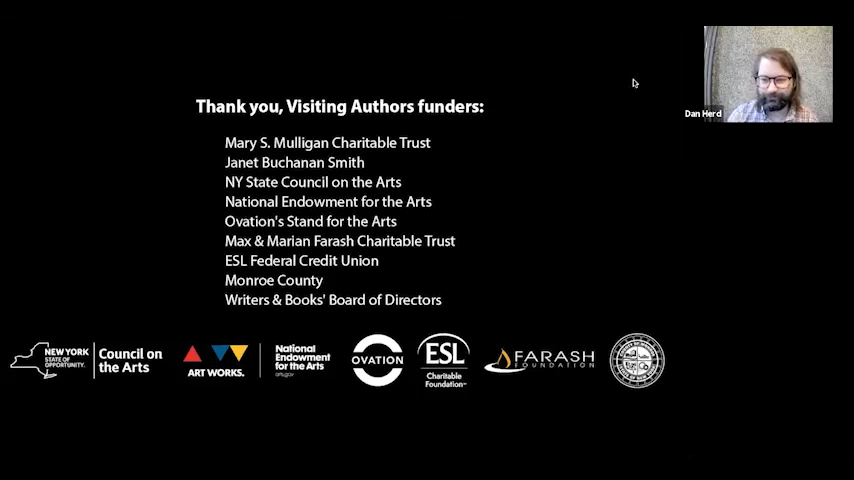 Thank you, Visiting Authors funders:
Mary S. Mulligan Charitable Trust
Janet Buchanan Smith
NY State Council on the Arts
National Endowment for the Arts
Ovation's Stand for the Arts
Max & Marian Farash Charitable Trust
ESL Federal Credit Union
Monroe County
Writers & Books' Board of Directors
Dan Herd
NEW YORK
STATE OF
OPPORTUNITY.
Council on
the Arts
ART WORKS.
National
Endowment
for the Arts
arts.gov
OVATION
ESL
Charitable
Foundation
FARASH
FOUNDATION